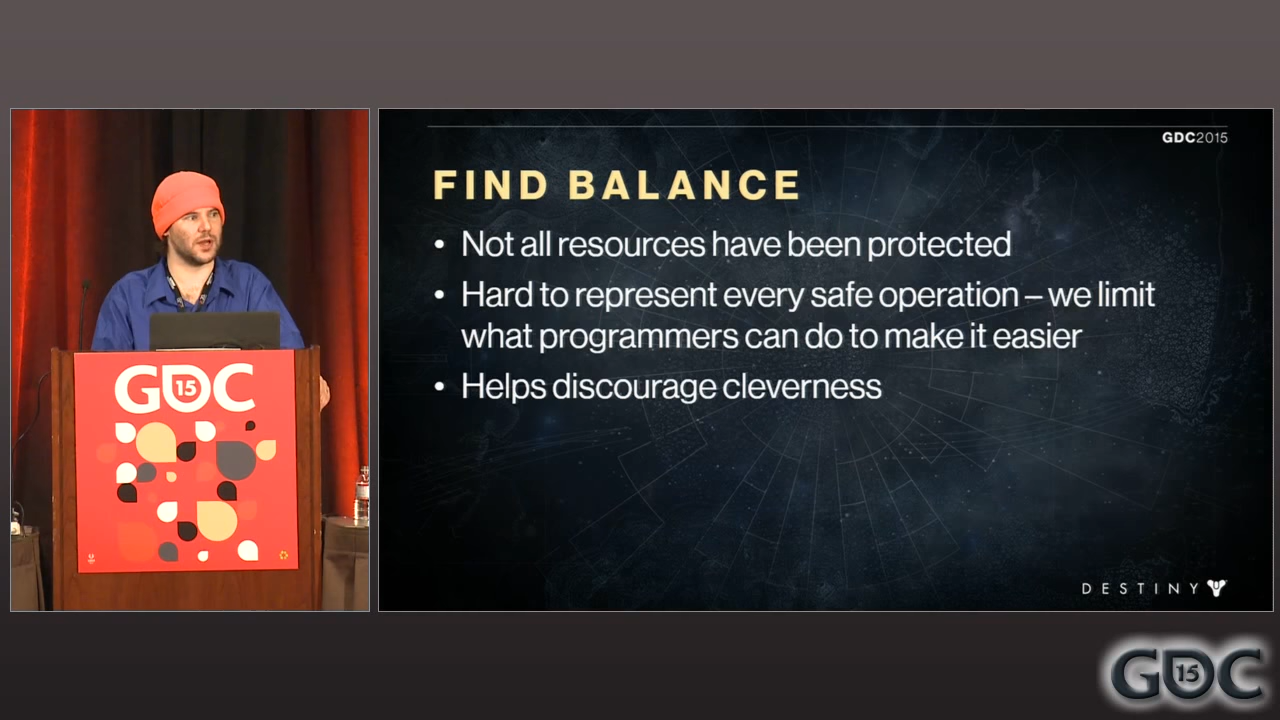 GDC2015
FIND BALANCE
• Not all resources have been protected
• Hard to represent every safe operation – we limit
what programmers can do to make it easier
• Helps discourage cleverness
DESTINY
GDC
15
GDC
15